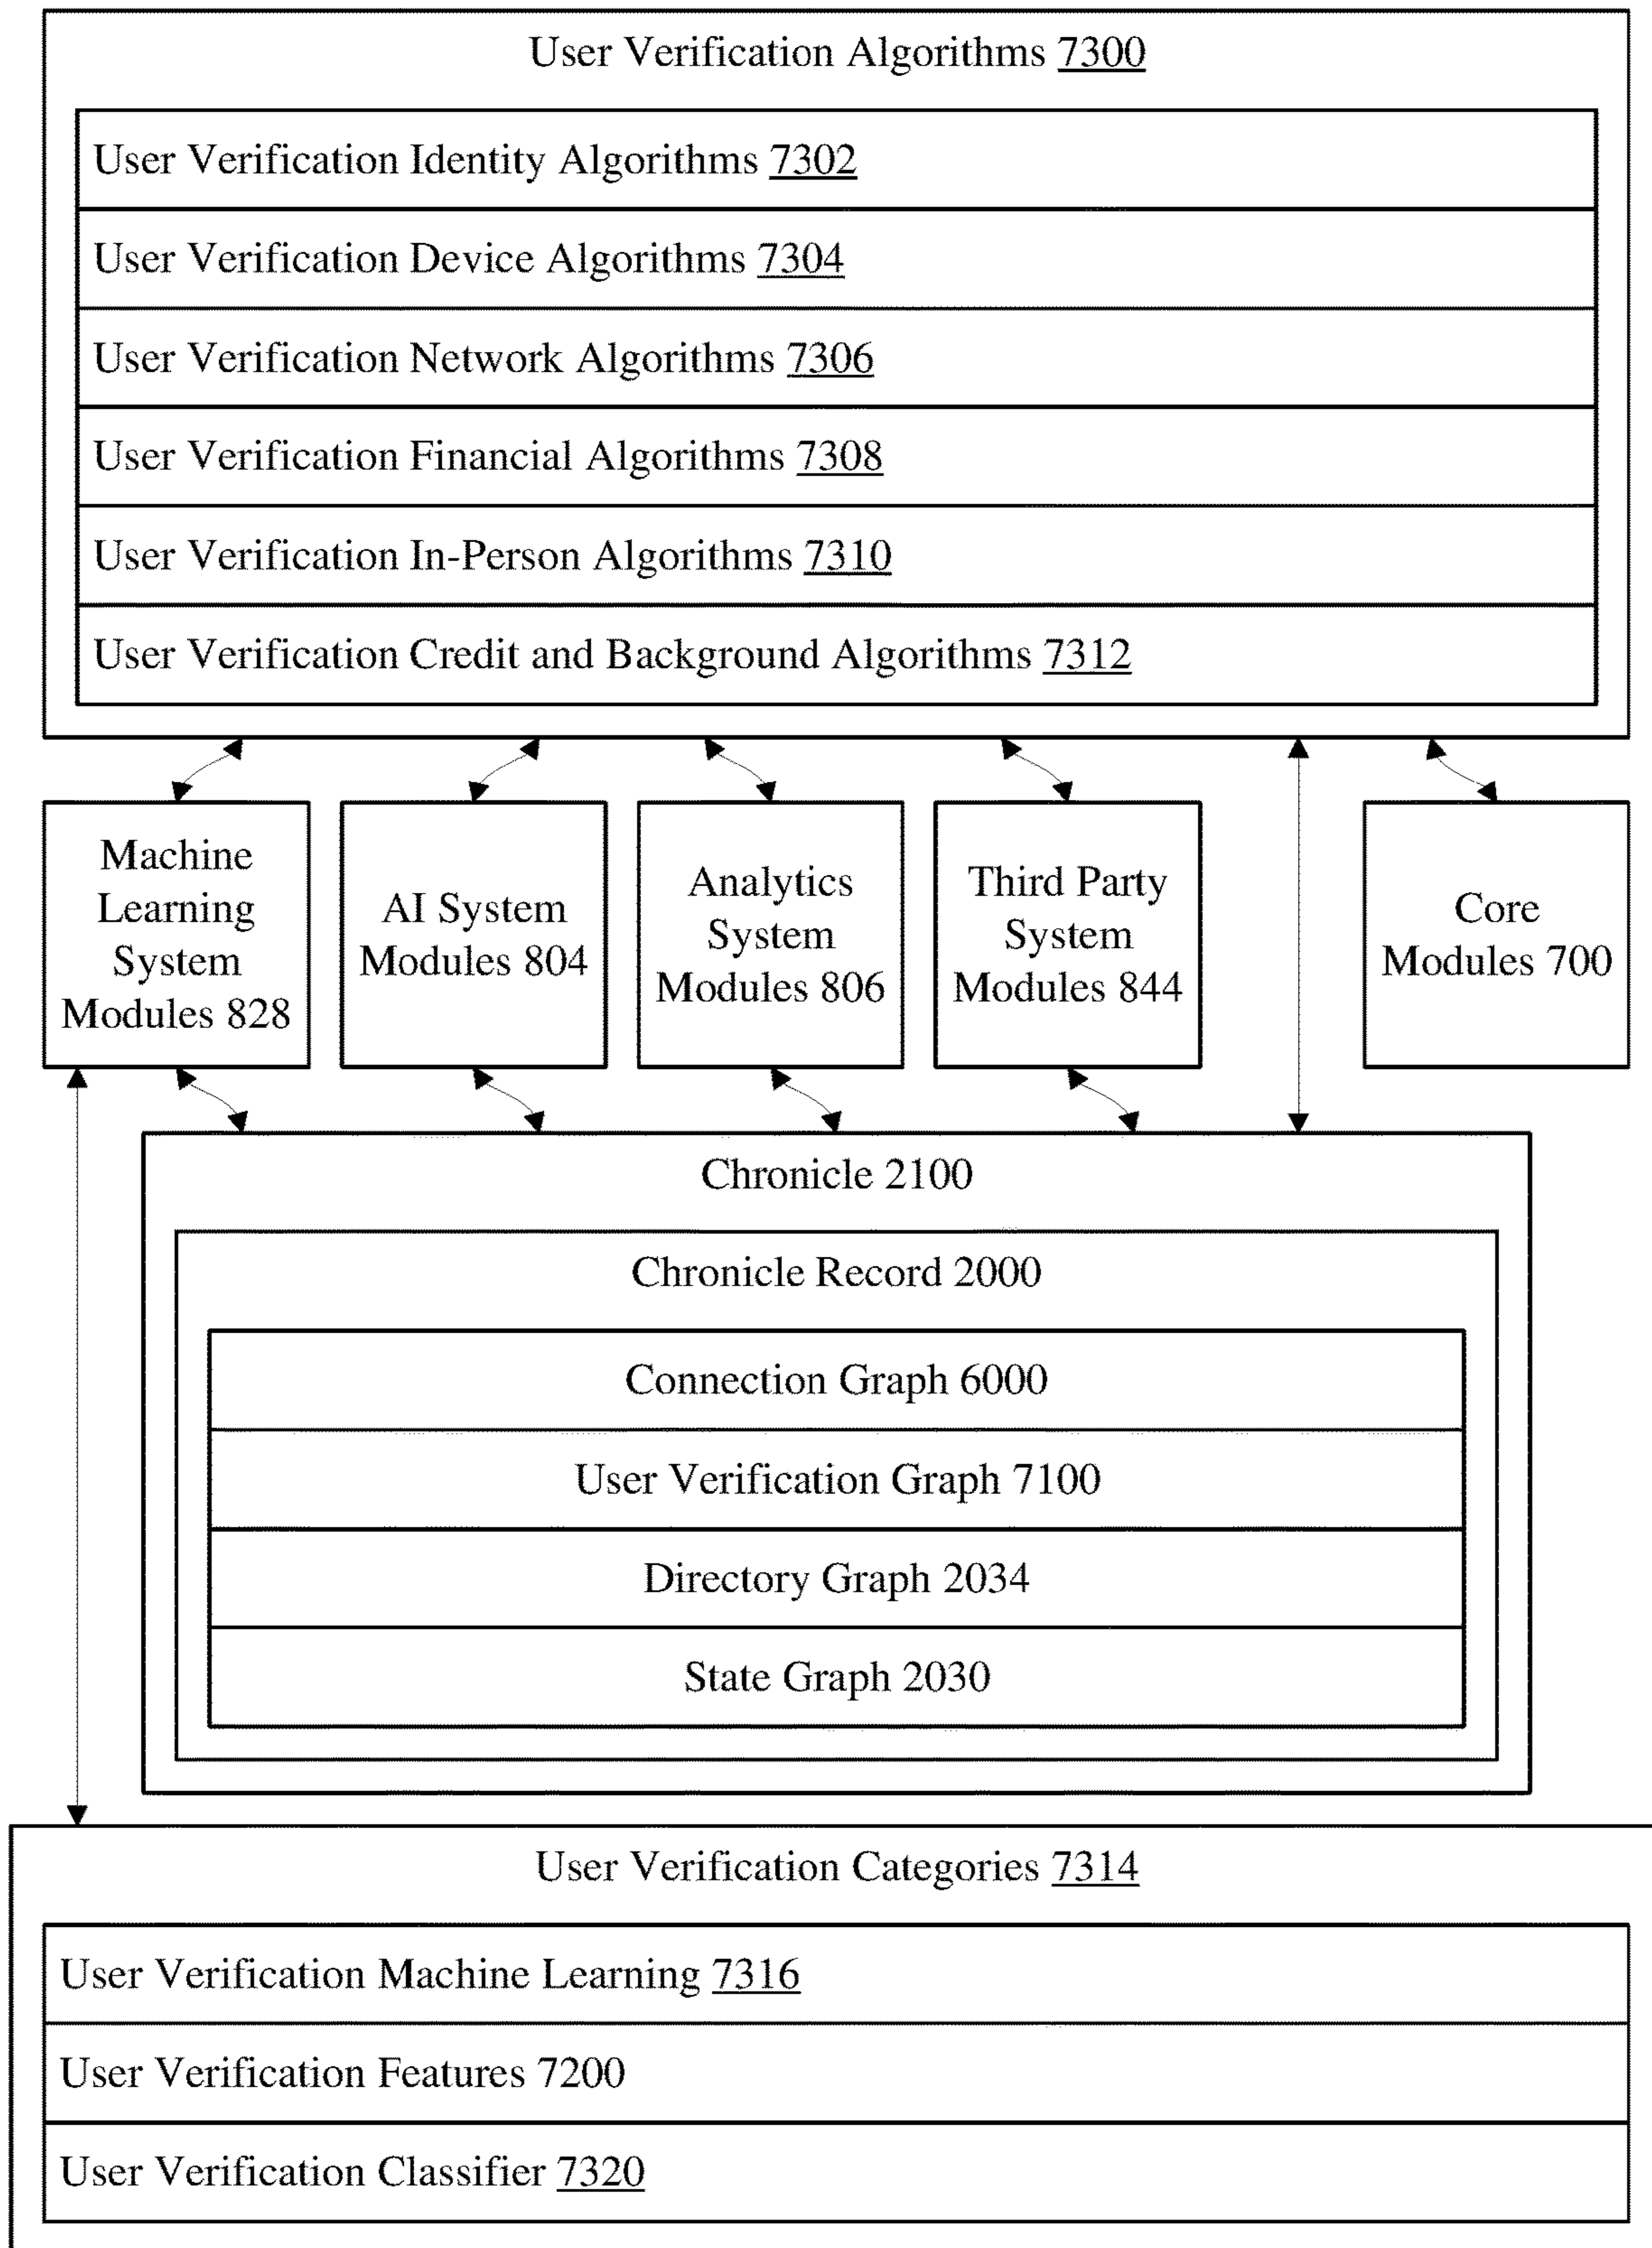 User Verification Algorithms 7300
User Verification Identity Algorithms 7302
User Verification Device Algorithms 7304
User Verification Network Algorithms 7306
User Verification Financial Algorithms 7308
User Verification In-Person Algorithms 7310
User Verification Credit and Background Algorithms 7312
Machine
Learning
System
Modules 828
AI System
Modules 804
Analytics
System
Modules 806
Third Party
System
Modules 844
Core
Modules 700
Chronicle 2100
Chronicle Record 2000
Connection Graph 6000
User Verification Graph 7100
Directory Graph 2034
State Graph 2030
User Verification Categories 7314
User Verification Machine Learning 7316
User Verification Features 7200
User Verification Classifier 7320